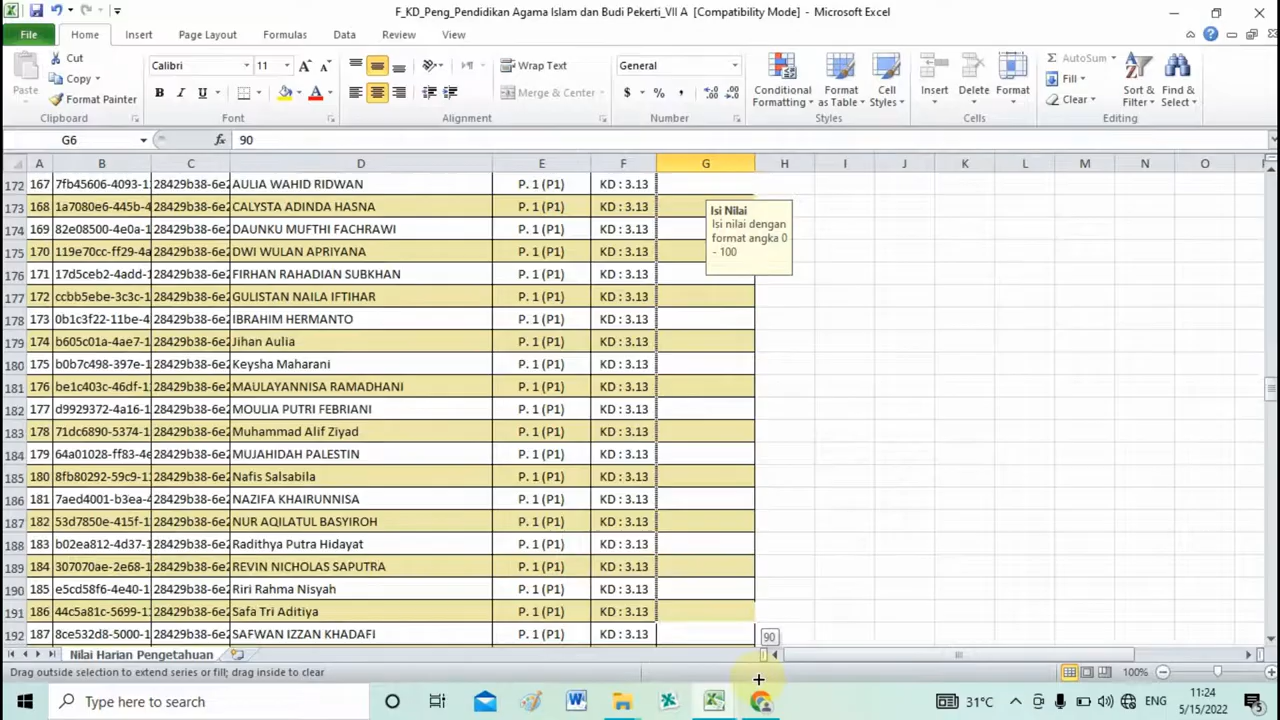 F_KD_Peng_Pendidikan Agama Islam dan Budi Pekerti_VII A [Compatibility Mode] - Microsoft Excel
File Home Insert Page Layout Formulas Data Review View
Paste Cut Copy Format Painter Clipboard
Calibri 11 B I U Font
Wrap Text Merge & Center Alignment
General $ % , Number
Conditional Formatting Format as Table Cell Styles Styles
Insert Delete Format Cells
AutoSum Fill Clear Sort & Filter Find & Select Editing
G6 fx 90
A B C D E F G H I J K L M N O
172 167 7fb45606-4093-1 28429b38-6e2 AULIA WAHID RIDWAN P. 1 (P1) KD : 3.13
173 168 1a7080e6-445b-4 28429b38-6e2 CALYSTA ADINDA HASNA P. 1 (P1) KD : 3.13
174 169 82e08500-4e0a-1 28429b38-6e2 DAUNKU MUFTHI FACHRAWI P. 1 (P1) KD : 3.13
175 170 119e70cc-ff29-4a 28429b38-6e2 DWI WULAN APRIYANA P. 1 (P1) KD : 3.13
176 171 17d5ceb2-4add- 28429b38-6e2 FIRHAN RAHADIAN SUBKHAN P. 1 (P1) KD : 3.13
177 172 ccbb5ebe-3c3c-1 28429b38-6e2 GULISTAN NAILA IFTIHAR P. 1 (P1) KD : 3.13
178 173 0b1c3f22-11be-4 28429b38-6e2 IBRAHIM HERMANTO P. 1 (P1) KD : 3.13
179 174 b605c01a-4ae7-1 28429b38-6e2 Jihan Aulia P. 1 (P1) KD : 3.13
180 175 b0b7c498-397e-1 28429b38-6e2 Keysha Maharani P. 1 (P1) KD : 3.13
181 176 be1c403c-46df-1 28429b38-6e2 MAULAYANNISA RAMADHANI P. 1 (P1) KD : 3.13
182 177 d9929372-4a16-1 28429b38-6e2 MOULIA PUTRI FEBRIANI P. 1 (P1) KD : 3.13
183 178 71dc6890-5374-1 28429b38-6e2 Muhammad Alif Ziyad P. 1 (P1) KD : 3.13
184 179 64a01028-ff83-4e 28429b38-6e2 MUJAHIDAH PALESTIN P. 1 (P1) KD : 3.13
185 180 8fb80292-59c9-1 28429b38-6e2 Nafis Salsabila P. 1 (P1) KD : 3.13
186 181 7aed4001-b3ea-4 28429b38-6e2 NAZIFA KHAIRUNNISA P. 1 (P1) KD : 3.13
187 182 53d7850e-415f-1 28429b38-6e2 NUR AQILATUL BASYIROH P. 1 (P1) KD : 3.13
188 183 b02ea812-4d37-1 28429b38-6e2 Radithya Putra Hidayat P. 1 (P1) KD : 3.13
189 184 307070ae-2e68-1 28429b38-6e2 REVIN NICHOLAS SAPUTRA P. 1 (P1) KD : 3.13
190 185 e5cd58f6-4e40-1 28429b38-6e2 Riri Rahma Nisyah P. 1 (P1) KD : 3.13
191 186 44c5a81c-5699-1 28429b38-6e2 Safa Tri Aditiya P. 1 (P1) KD : 3.13
192 187 8ce532d8-5000-1 28429b38-6e2 SAFWAN IZZAN KHADAFI P. 1 (P1) KD : 3.13
Isi Nilai
Isi nilai dengan
format angka 0
- 100
90
Nilai Harian Pengetahuan
Drag outside selection to extend series or fill; drag inside to clear 100%
Type here to search 31°C ENG 11:24
5/15/2022 5